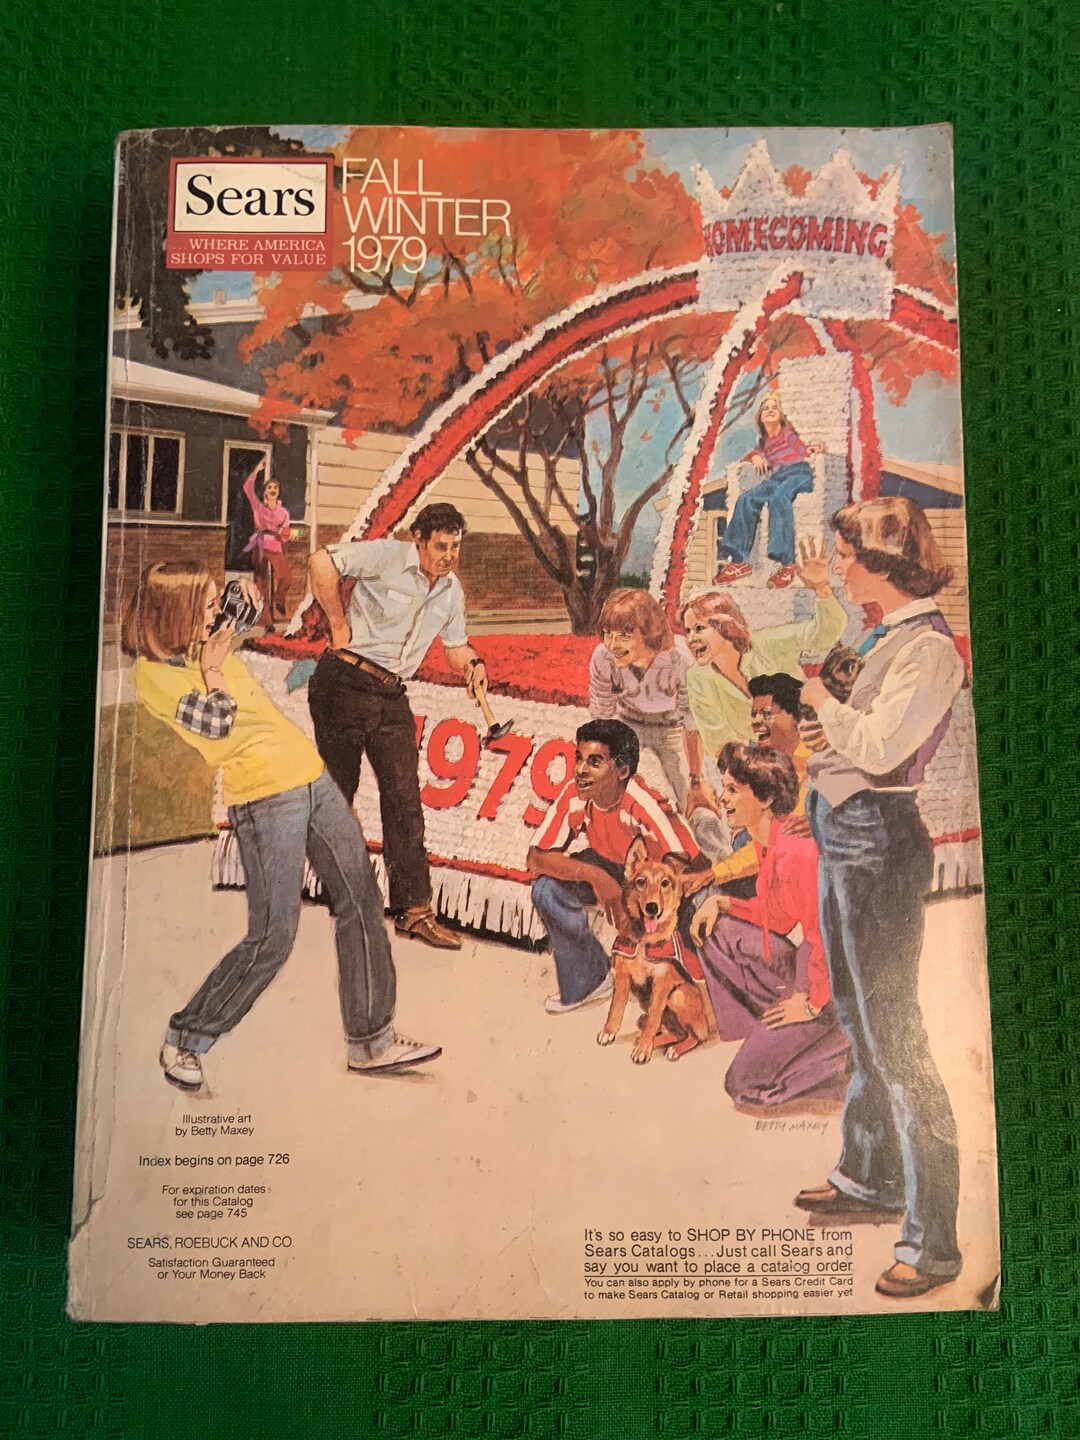 Sears
...WHERE AMERICA
SHOPS FOR VALUE
FALL
WINTER
1979
HOMECOMING
1979
BETTY MAXEY
Illustrative art
by Betty Maxey
Index begins on page 726
For expiration dates
for this Catalog
see page 745
SEARS, ROEBUCK AND CO.
Satisfaction Guaranteed
or Your Money Back
It's so easy to SHOP BY PHONE from
Sears Catalogs...Just call Sears and
say you want to place a catalog order
You can also apply by phone for a Sears Credit Card
to make Sears Catalog or Retail shopping easier yet